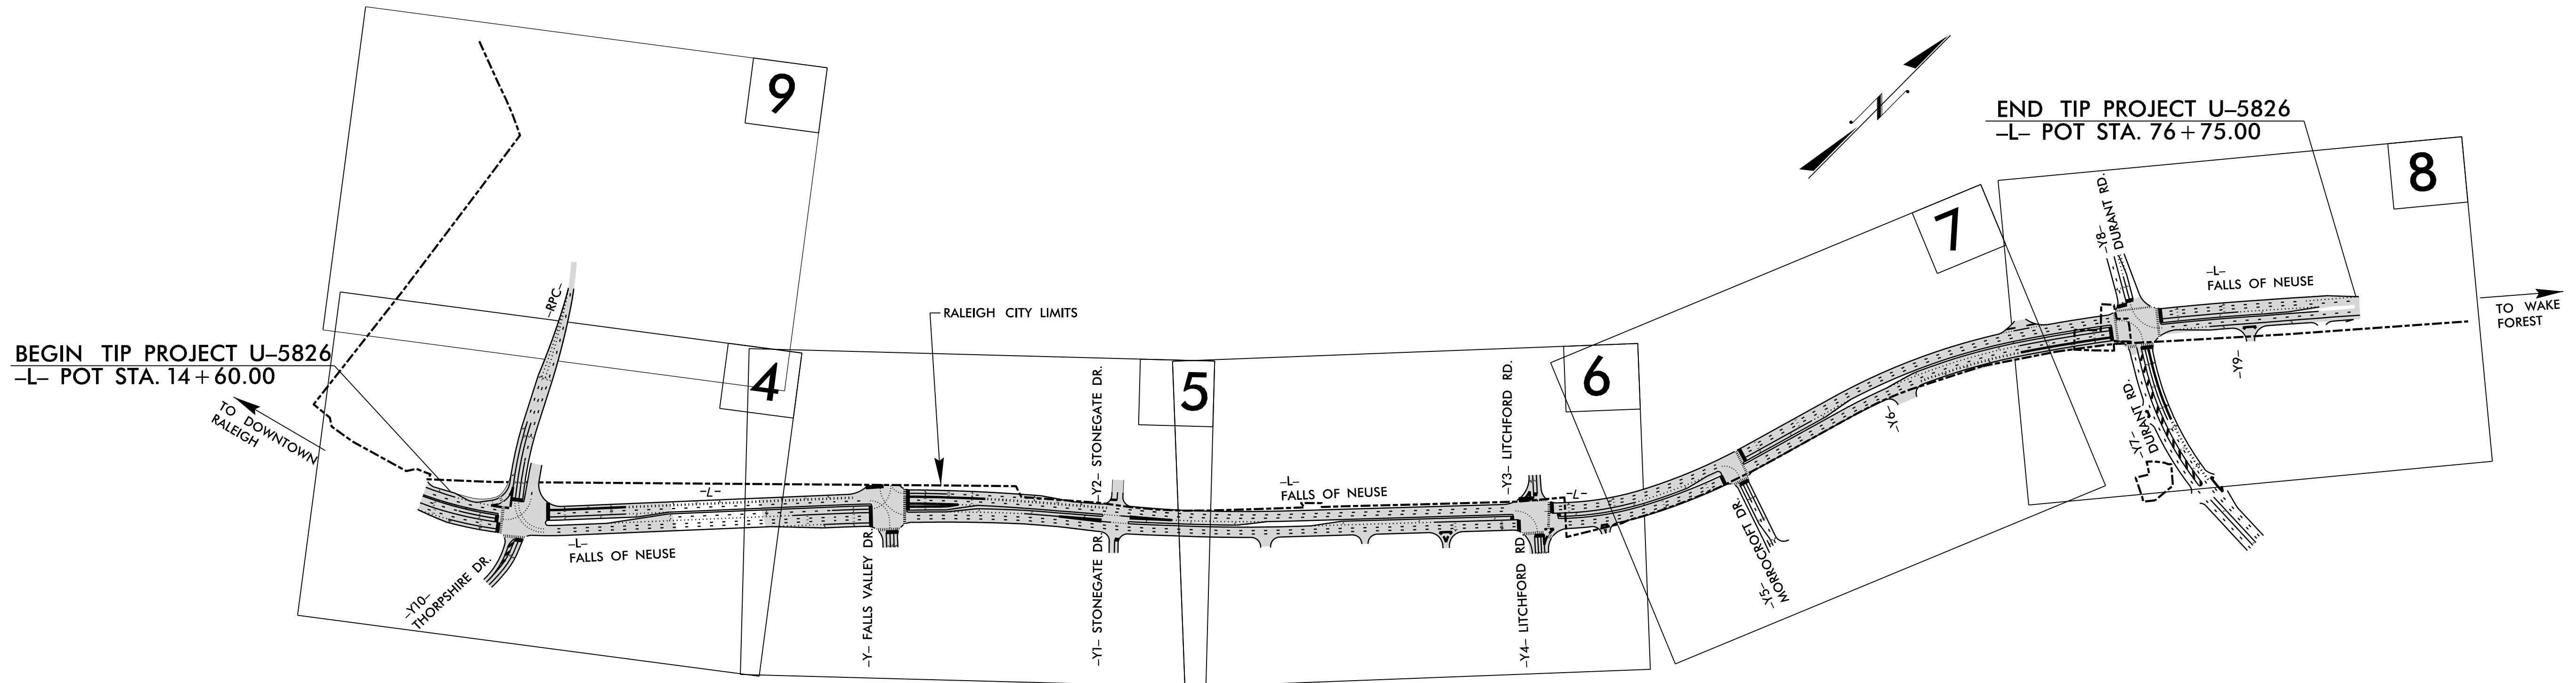 9
N
END TIP PROJECT U–5826
–L– POT STA. 76+75.00
8
7
–Y8–
DURANT RD.
–L–
FALLS OF NEUSE
TO WAKE
FOREST
–RPC–
RALEIGH CITY LIMITS
BEGIN TIP PROJECT U–5826
–L– POT STA. 14+60.00
TO DOWNTOWN
RALEIGH
4
5
6
–Y2– STONEGATE DR.
–Y3– LITCHFORD RD.
–Y9–
–Y6–
–Y7–
DURANT RD.
–L–
–L–
FALLS OF NEUSE
–L–
–L–
FALLS OF NEUSE
–Y10–
THORPSHIRE DR.
–Y– FALLS VALLEY DR.
–Y1– STONEGATE DR.
–Y4– LITCHFORD RD.
–Y5–
MORROCROFT DR.